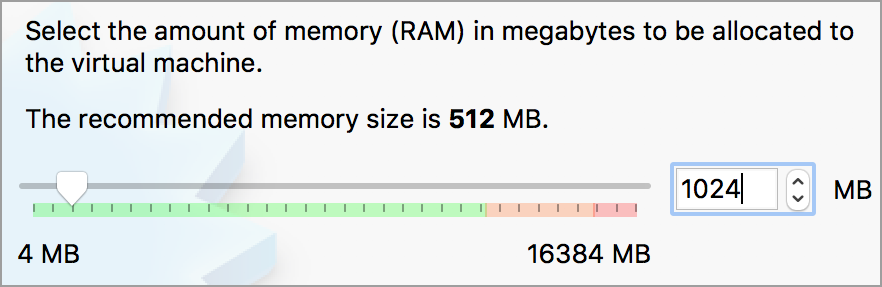 Select the amount of memory (RAM) in megabytes to be allocated to
the virtual machine.
The recommended memory size is 512 MB.
1024 MB
4 MB 16384 MB